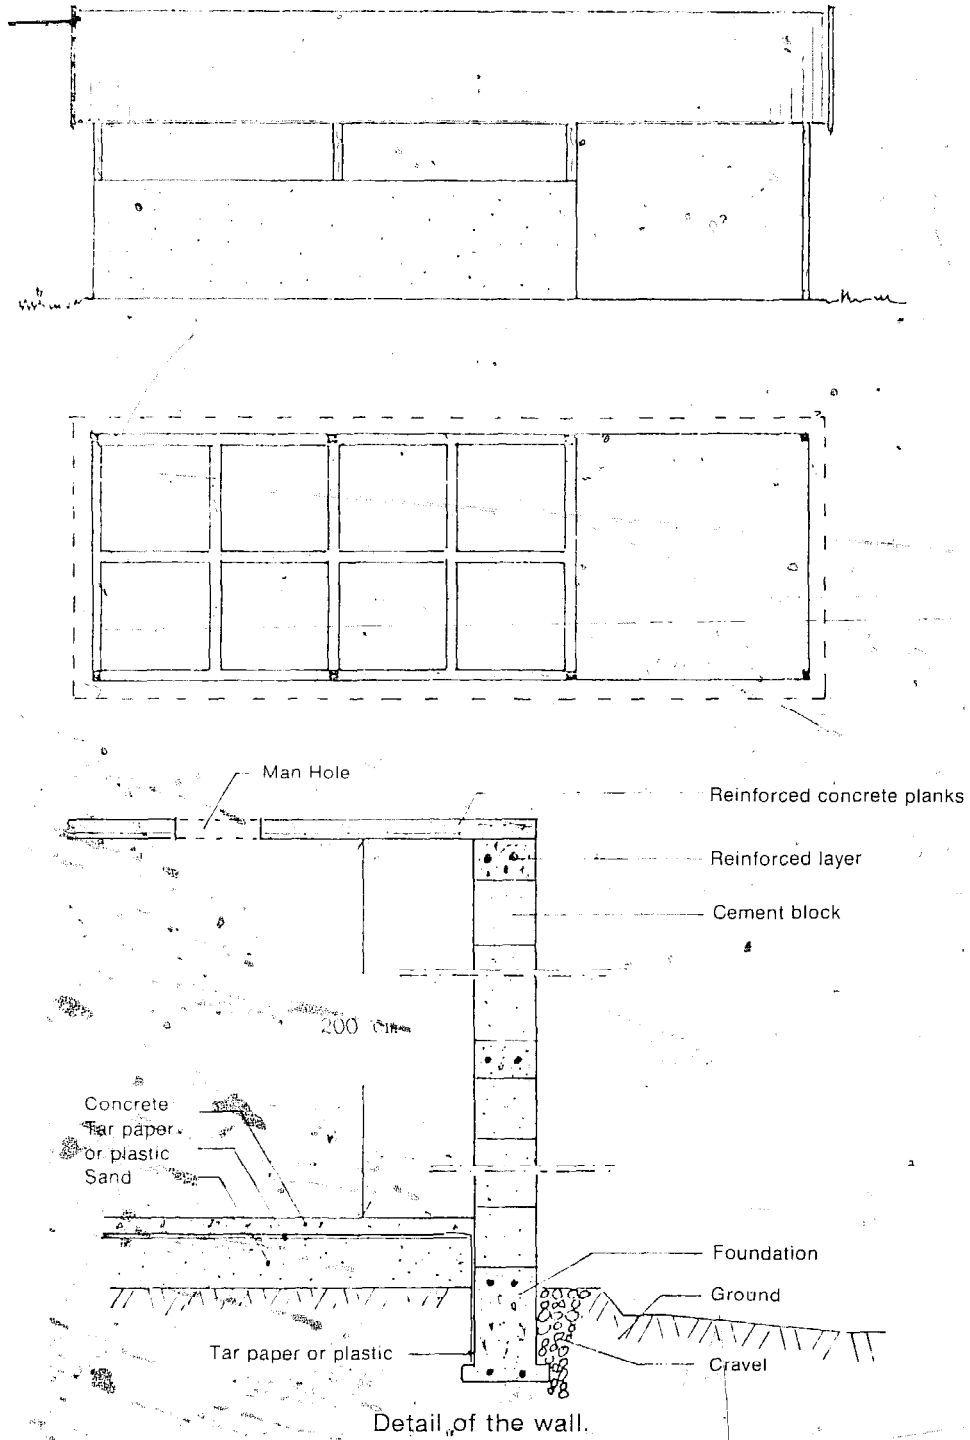 Man Hole
Reinforced concrete planks
Reinforced layer
Cement block
200 cm
Concrete
Tar paper
or plastic
Sand
Foundation
Ground
Tar paper or plastic
Cravel
Detail of the wall.